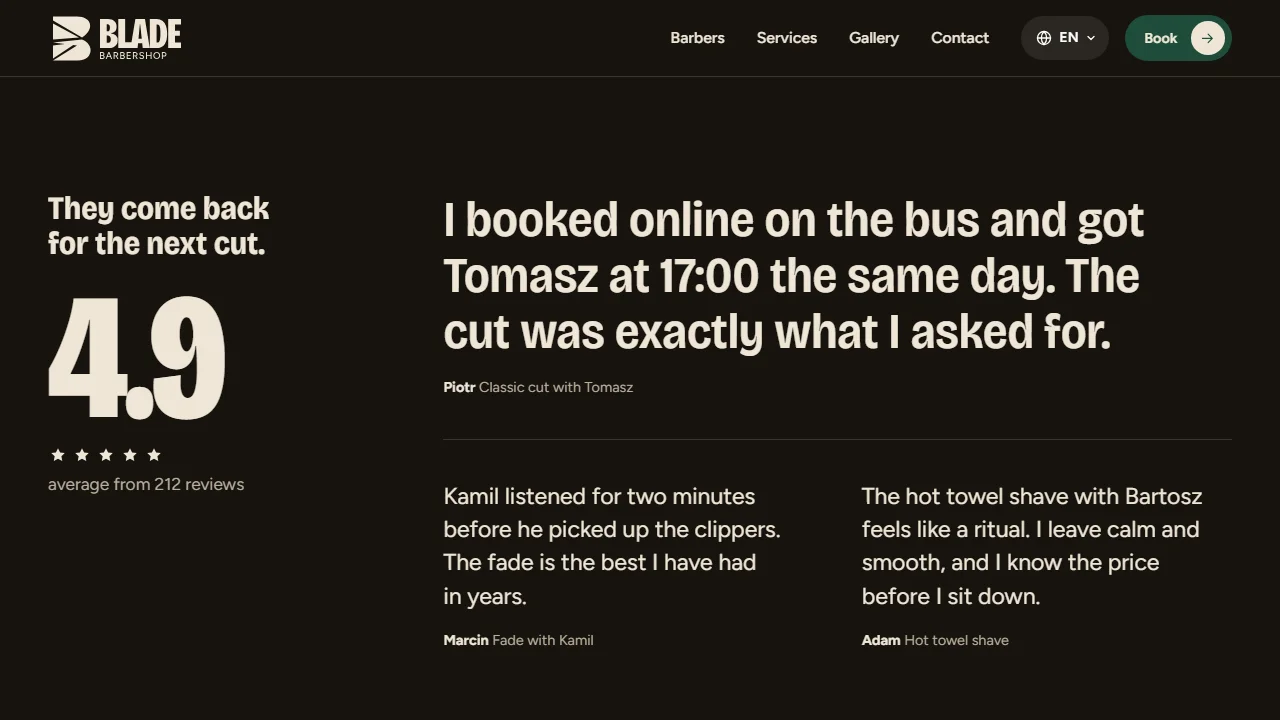 BLADE
BARBERSHOP
Barbers
Services
Gallery
Contact
EN
Book
They come back
for the next cut.
4.9
average from 212 reviews
I booked online on the bus and got
Tomasz at 17:00 the same day. The
cut was exactly what I asked for.
Piotr Classic cut with Tomasz
Kamil listened for two minutes
before he picked up the clippers.
The fade is the best I have had
in years.
Marcin Fade with Kamil
The hot towel shave with Bartosz
feels like a ritual. I leave calm and
smooth, and I know the price
before I sit down.
Adam Hot towel shave